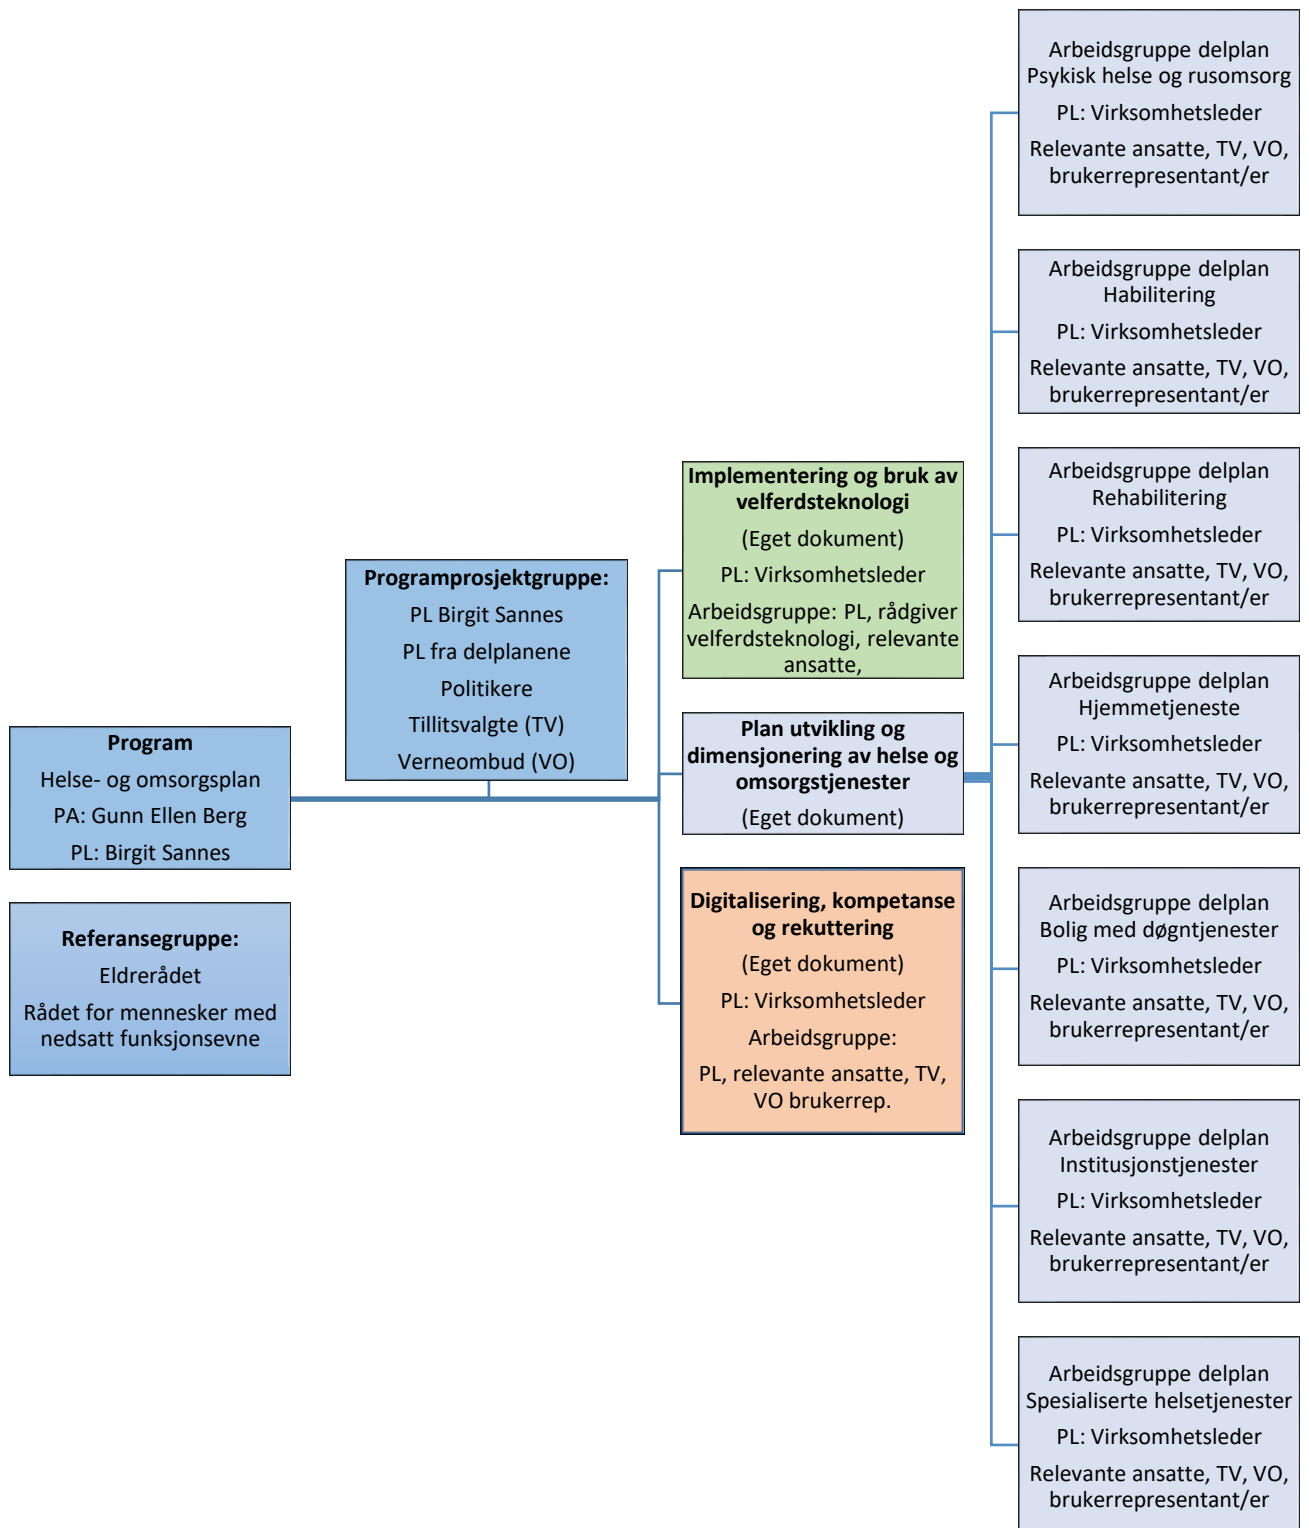 Program
Helse- og omsorgsplan
PA: Gunn Ellen Berg
PL: Birgit Sannes
Referansegruppe:
Eldrerådet
Rådet for mennesker med
nedsatt funksjonsevne
Programprosjektgruppe:
PL Birgit Sannes
PL fra delplanene
Politikere
Tillitsvalgte (TV)
Verneombud (VO)
Implementering og bruk av
velferdsteknologi
(Eget dokument)
PL: Virksomhetsleder
Arbeidsgruppe: PL, rådgiver
velferdsteknologi, relevante
ansatte,
Plan utvikling og
dimensjonering av helse og
omsorgstjenester
(Eget dokument)
Digitalisering, kompetanse
og rekuttering
(Eget dokument)
PL: Virksomhetsleder
Arbeidsgruppe:
PL, relevante ansatte, TV,
VO brukerrep.
Arbeidsgruppe delplan
Psykisk helse og rusomsorg
PL: Virksomhetsleder
Relevante ansatte, TV, VO,
brukerrepresentant/er
Arbeidsgruppe delplan
Habilitering
PL: Virksomhetsleder
Relevante ansatte, TV, VO,
brukerrepresentant/er
Arbeidsgruppe delplan
Rehabilitering
PL: Virksomhetsleder
Relevante ansatte, TV, VO,
brukerrepresentant/er
Arbeidsgruppe delplan
Hjemmetjeneste
PL: Virksomhetsleder
Relevante ansatte, TV, VO,
brukerrepresentant/er
Arbeidsgruppe delplan
Bolig med døgntjenester
PL: Virksomhetsleder
Relevante ansatte, TV, VO,
brukerrepresentant/er
Arbeidsgruppe delplan
Institusjonstjenester
PL: Virksomhetsleder
Relevante ansatte, TV, VO,
brukerrepresentant/er
Arbeidsgruppe delplan
Spesialiserte helsetjenester
PL: Virksomhetsleder
Relevante ansatte, TV, VO,
brukerrepresentant/er